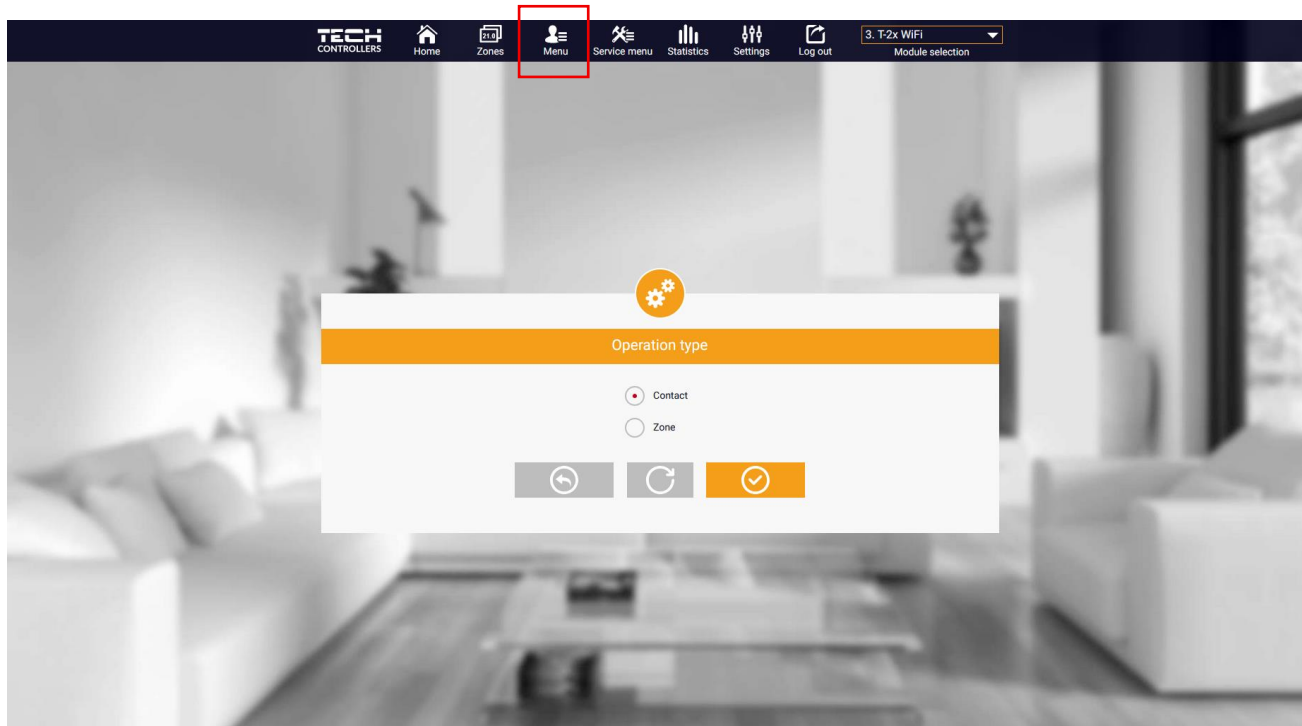 TECH
CONTROLLERS
Home
21.0
Zones
Menu
Service menu
Statistics
Settings
Log out
3. T-2x WiFi
Module selection
Operation type
Contact
Zone